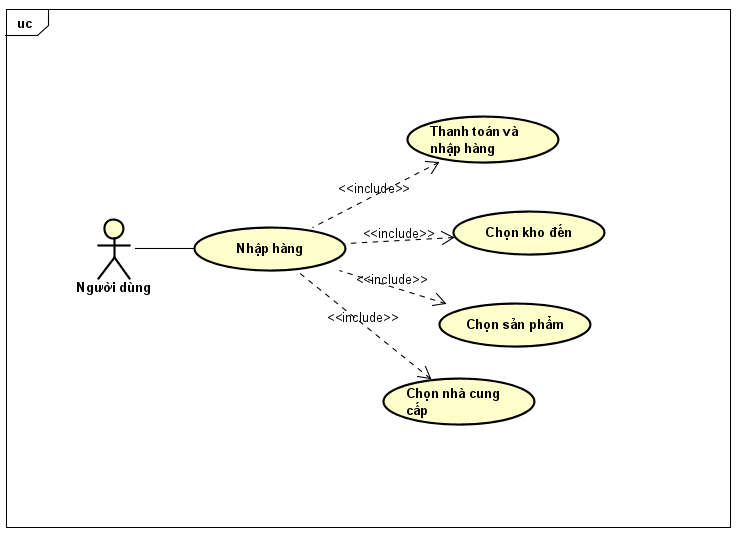 uc
Thanh toán và
nhập hàng
<<include>>
<<include>>
Chọn kho đến
Nhập hàng
<<include>>
Người dùng
<<include>>
Chọn sản phẩm
Chọn nhà cung
cấp